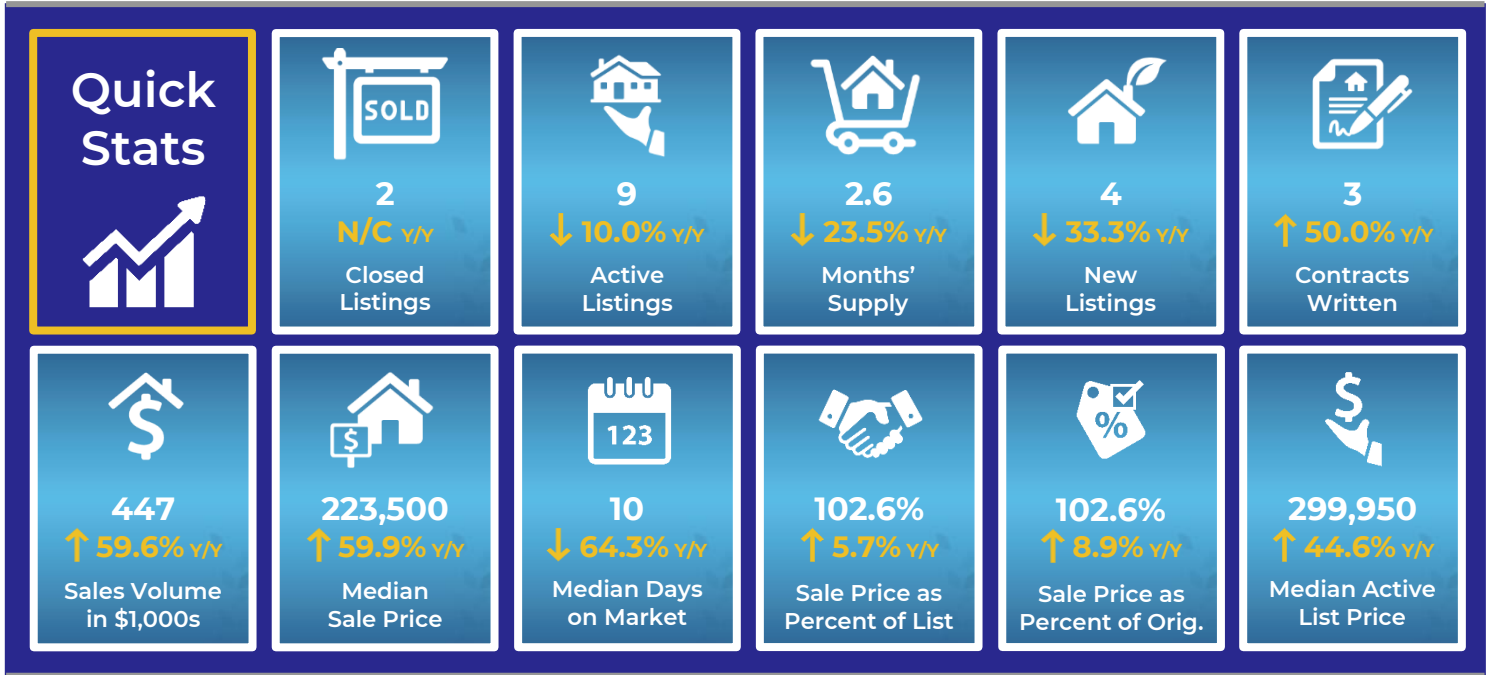 Quick
Stats
SOLD
2
N/C Y/Y
Closed
Listings
9
↓ 10.0% Y/Y
Active
Listings
2.6
↓ 23.5% Y/Y
Months’
Supply
4
↓ 33.3% Y/Y
New
Listings
3
↑ 50.0% Y/Y
Contracts
Written
$
447
↑ 59.6% Y/Y
Sales Volume
in $1,000s
$
223,500
↑ 59.9% Y/Y
Median
Sale Price
123
10
↓ 64.3% Y/Y
Median Days
on Market
102.6%
↑ 5.7% Y/Y
Sale Price as
Percent of List
%
102.6%
↑ 8.9% Y/Y
Sale Price as
Percent of Orig.
$
299,950
↑ 44.6% Y/Y
Median Active
List Price